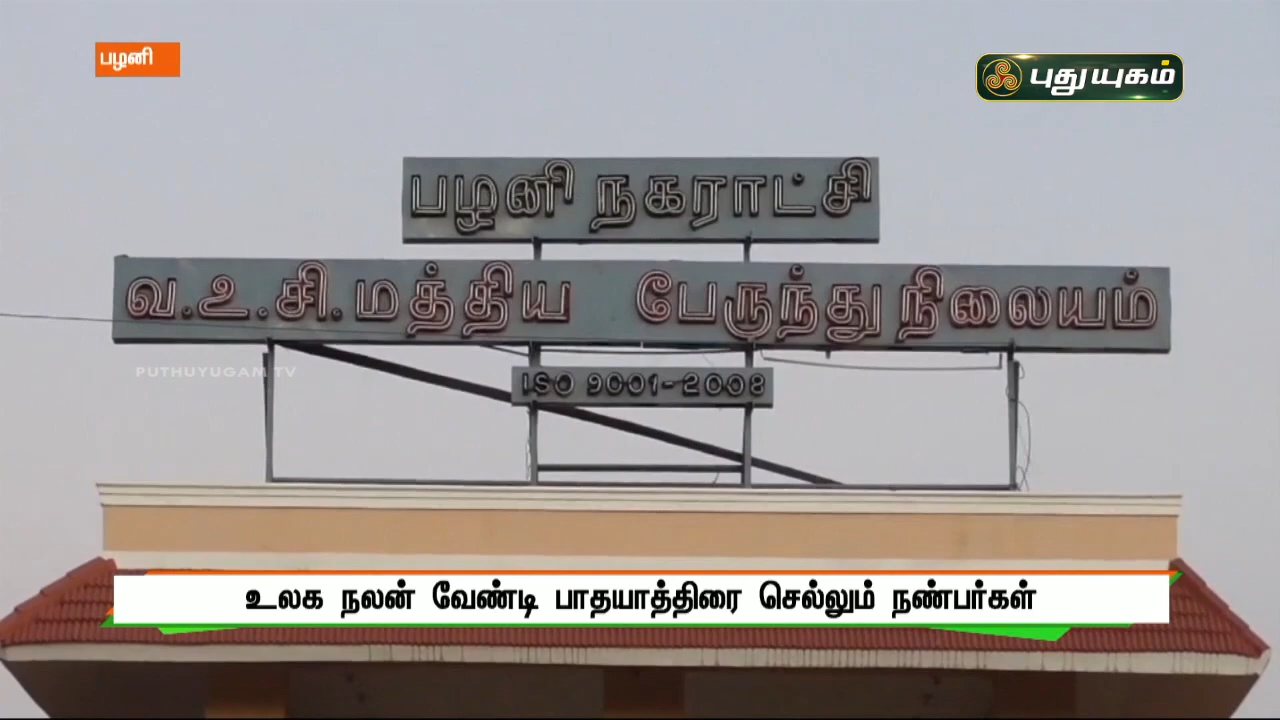 பழனி
புதுயுகம்
பழனி நகராட்சி
வ.உ.சி.மத்திய பேருந்து நிலையம்
PUTHUYUGAM TV
ISO 9001-2008
உலக நலன் வேண்டி பாதயாத்திரை செல்லும் நண்பர்கள்